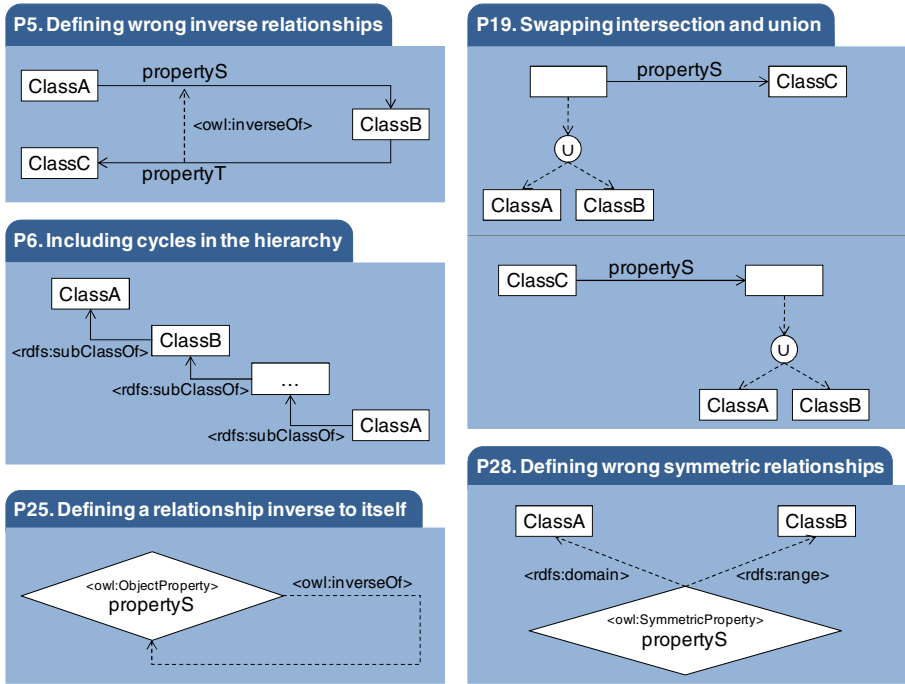 P5. Defining wrong inverse relationships
ClassA
propertyS
ClassB
<owl:inverseOf>
ClassC
propertyT
P6. Including cycles in the hierarchy
ClassA
ClassB
<rdfs:subClassOf>
...
<rdfs:subClassOf>
ClassA
<rdfs:subClassOf>
P25. Defining a relationship inverse to itself
<owl:ObjectProperty>
propertyS
<owl:inverseOf>
P19. Swapping intersection and union
propertyS
ClassC
∪
ClassA
ClassB
ClassC
propertyS
∪
ClassA
ClassB
P28. Defining wrong symmetric relationships
ClassA
ClassB
<rdfs:domain>
<rdfs:range>
<owl:SymmetricProperty>
propertyS